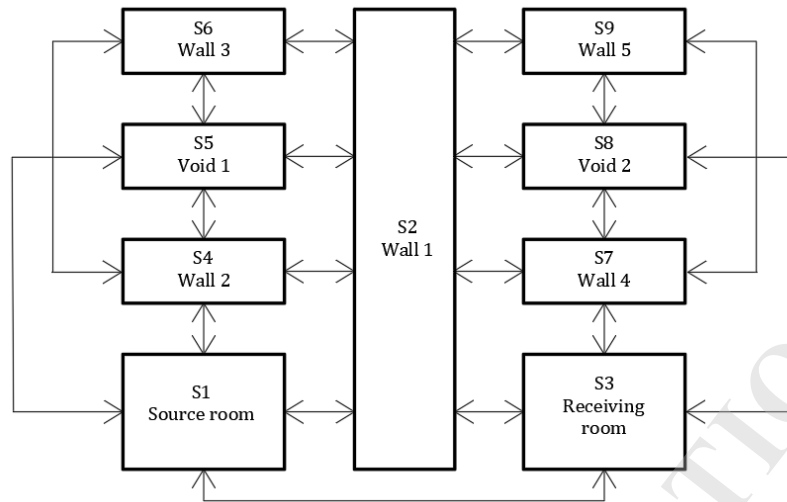 S6
Wall 3
S9
Wall 5
S5
Void 1
S8
Void 2
S2
Wall 1
S4
Wall 2
S7
Wall 4
S1
Source room
S3
Receiving
room